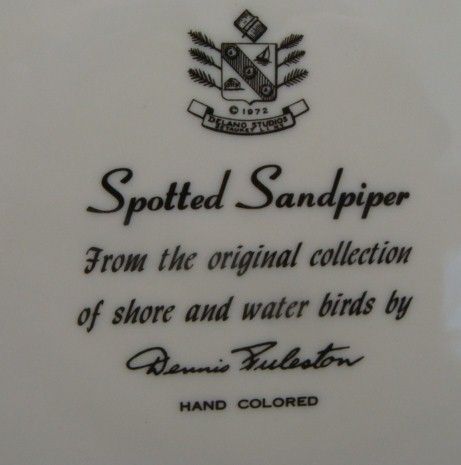 © 1972
DELANO STUDIOS
SETAUKET L.I. N.Y.
Spotted Sandpiper
From the original collection
of shore and water birds by
Dennis Puleston
HAND COLORED